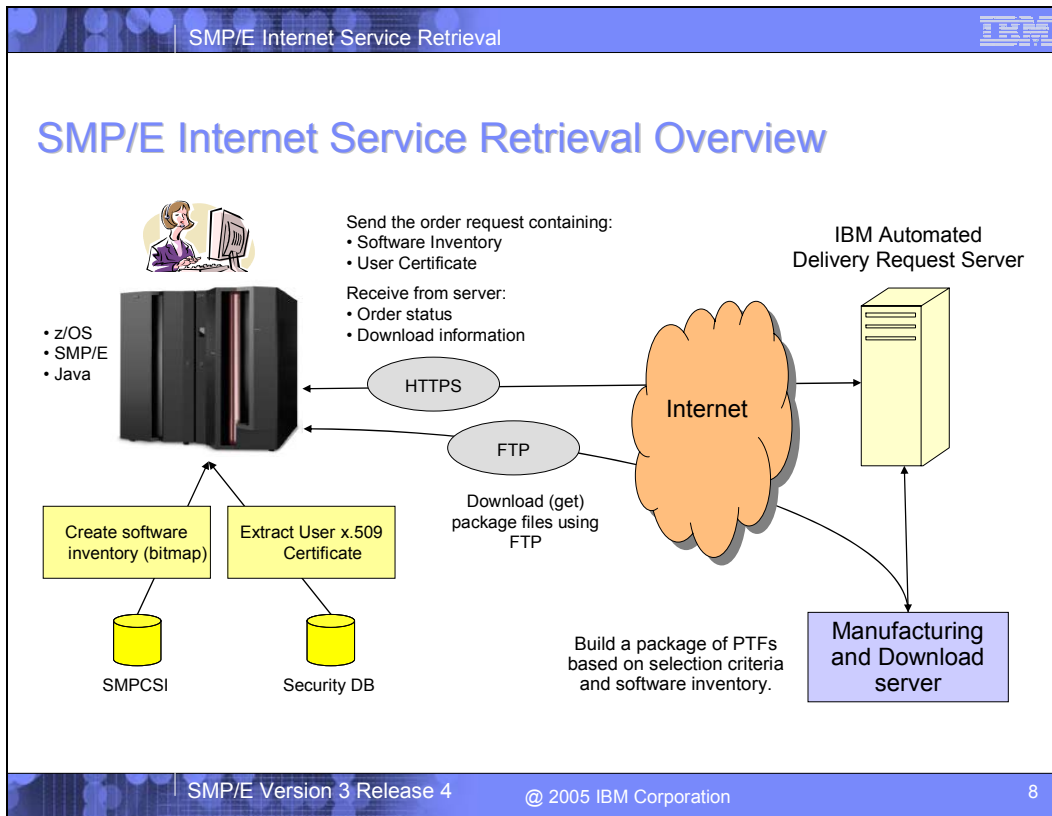 SMP/E Internet Service Retrieval
IBM
SMP/E Internet Service Retrieval Overview
Send the order request containing:
• Software Inventory
• User Certificate
Receive from server:
• Order status
• Download information
IBM Automated
Delivery Request Server
• z/OS
• SMP/E
• Java
HTTPS
Internet
FTP
Download (get)
package files using
FTP
Create software
inventory (bitmap)
Extract User x.509
Certificate
SMPCSI
Security DB
Build a package of PTFs
based on selection criteria
and software inventory.
Manufacturing
and Download
server
SMP/E Version 3 Release 4
@ 2005 IBM Corporation
8